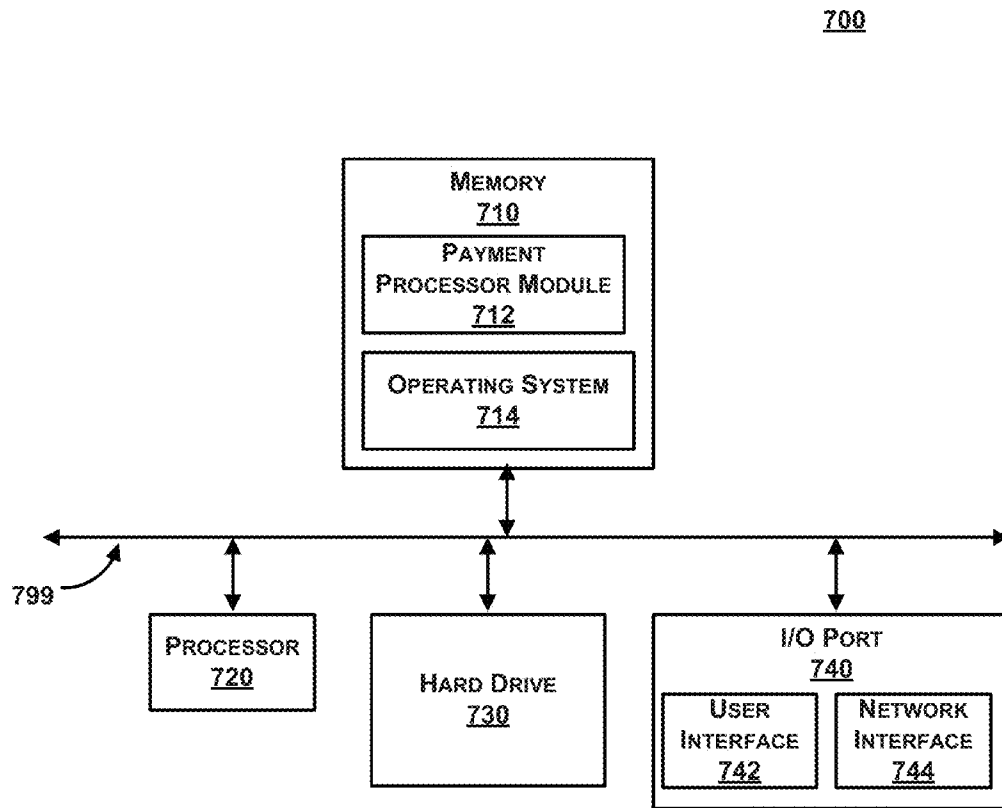 700
MEMORY
710
PAYMENT
PROCESSOR MODULE
712
OPERATING SYSTEM
714
799
PROCESSOR
720
HARD DRIVE
730
I/O PORT
740
USER
INTERFACE
742
NETWORK
INTERFACE
744